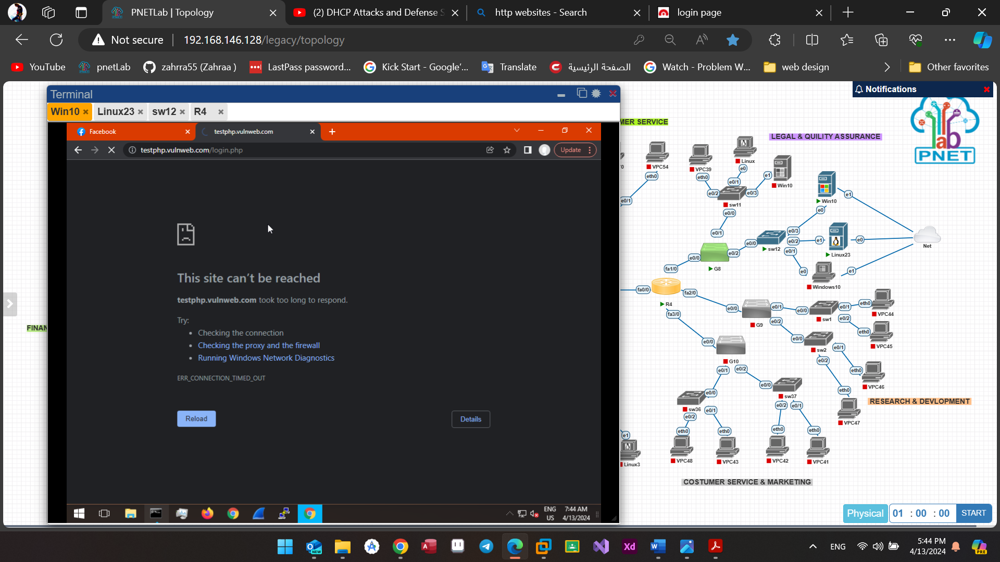 PNETLab | Topology
(2) DHCP Attacks and Defense S
http websites - Search
login page
Not secure
192.168.146.128/legacy/topology
YouTube
pnetLab
zahrra55 (Zahraa )
LastPass password...
Kick Start - Google'...
Translate
الصفحة الرئيسية
Watch - Problem W...
web design
Other favorites
Terminal
Notifications
Win10
Linux23
sw12
R4
Facebook
testphp.vulnweb.com
testphp.vulnweb.com/login.php
Update
This site can't be reached
testphp.vulnweb.com took too long to respond.
Try:
Checking the connection
Checking the proxy and the firewall
Running Windows Network Diagnostics
ERR_CONNECTION_TIMED_OUT
Reload
Details
ENG
US
7:44 AM
4/13/2024
FINAN
MER SERVICE
LEGAL & QUILITY ASSURANCE
lab
PNET
VPC54
eth0
e0/1
VPC39
eth0
Linux
e0
e0/1
e1
Win10
e0/2
e0/3
sw11
e0/0
e0/1
Win10
e1
e0
e0/3
e0/2
e0/1
e0/0
sw12
e1
Linux23
e0
Net
e0/0
e0/2
G8
fa1/0
e0
e1
Windows10
fa0/0
R4
fa2/0
fa3/0
e0/0
e0/1
e0/2
G9
e0/0
sw1
e0/1
e0/2
eth0
VPC44
eth0
VPC45
e0/0
sw2
e0/1
e0/2
eth0
VPC46
eth0
VPC47
RESEARCH & DEVLOPMENT
e0/0
G10
e0/1
e0/2
e0/0
sw36
e0/2
e0/1
e0/0
sw37
e0/2
e0/1
eth0
eth0
eth0
eth0
VPC48
VPC43
VPC42
VPC41
e1
Linux3
COSTUMER SERVICE & MARKETING
Physical
01 : 00 : 00
START
ENG
5:44 PM
4/13/2024